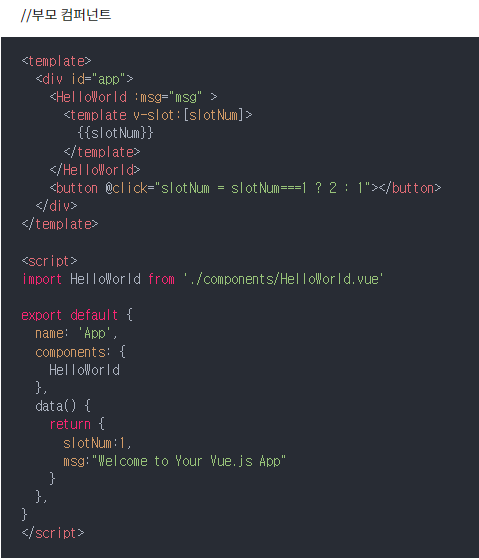 //부모 컴퍼넌트
<template>
  <div id="app">
    <HelloWorld :msg="msg" >
      <template v-slot:[slotNum]>
        {{slotNum}}
      </template>
    </HelloWorld>
    <button @click="slotNum = slotNum===1 ? 2 : 1"></button>
  </div>
</template>

<script>
import HelloWorld from './components/HelloWorld.vue'

export default {
  name: 'App',
  components: {
    HelloWorld
  },
  data() {
    return {
      slotNum:1,
      msg:"Welcome to Your Vue.js App"
    }
  },
}
</script>